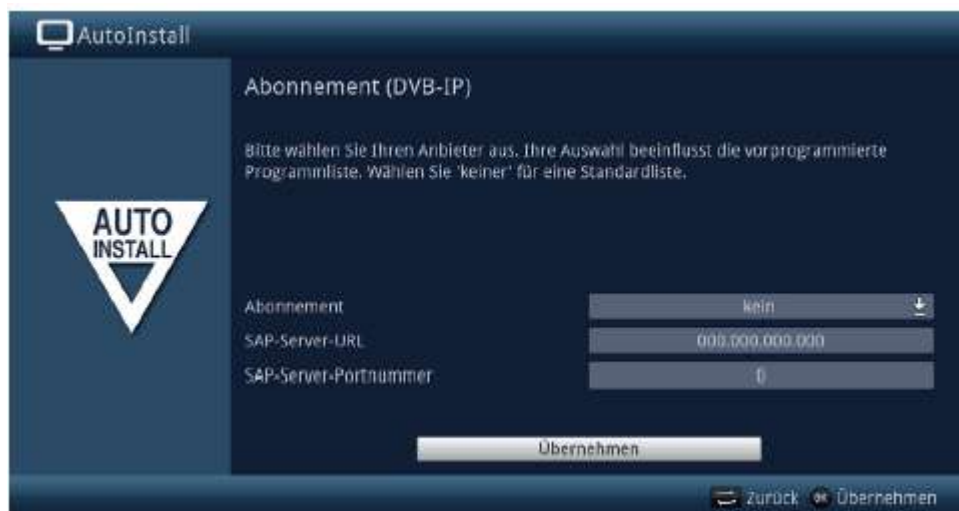 AutoInstall
Abonnement (DVB-IP)
Bitte wählen Sie Ihren Anbieter aus. Ihre Auswahl beeinflusst die vorprogrammierte
Programmliste. Wählen Sie 'keiner' für eine Standardliste.
AUTO
INSTALL
Abonnement kein
SAP-Server-URL 000.000.000.000
SAP-Server-Portnummer 0
Übernehmen
Zurück OK Übernehmen